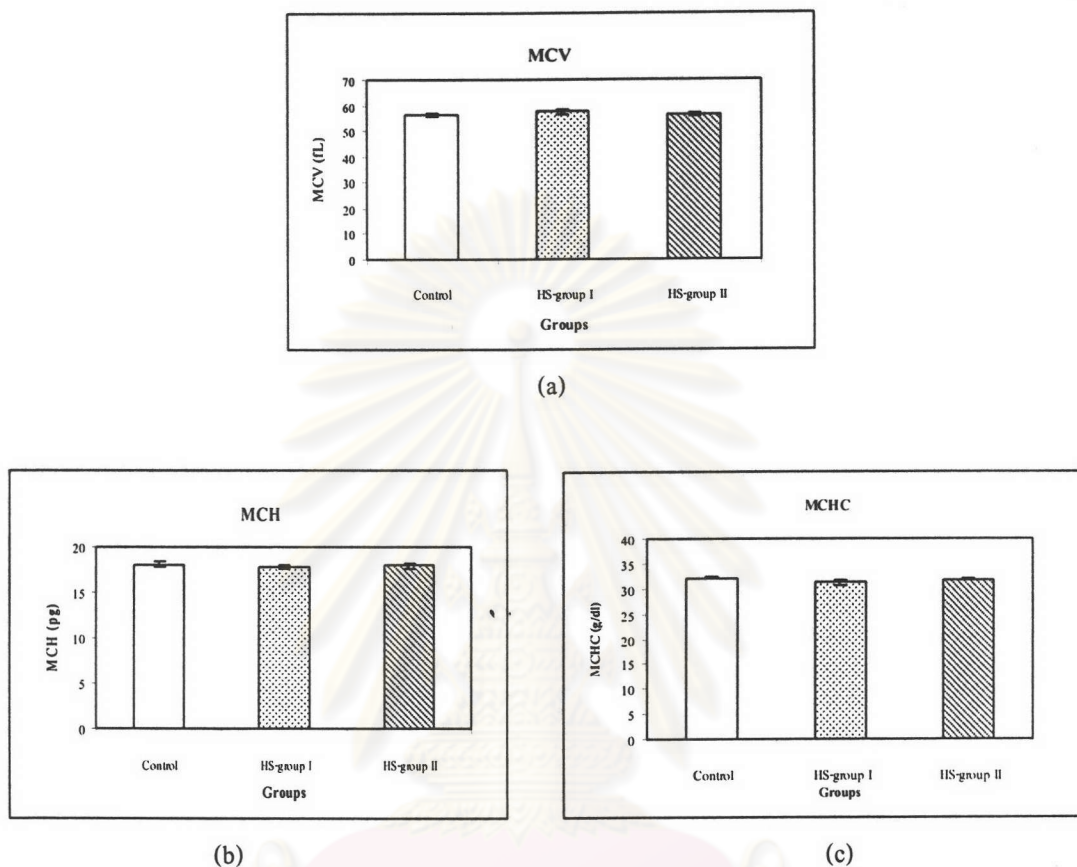 MCV
70
60
50
40
30
20
10
0
MCV (fL)
Control HS-group I HS-group II
Groups
(a)
MCH
20
15
10
5
0
MCH (pg)
Control HS-group I HS-group II
Groups
(b)
MCHC
40
35
30
25
20
15
10
5
0
MCHC (g/dl)
Control HS-group I HS-group II
Groups
(c)